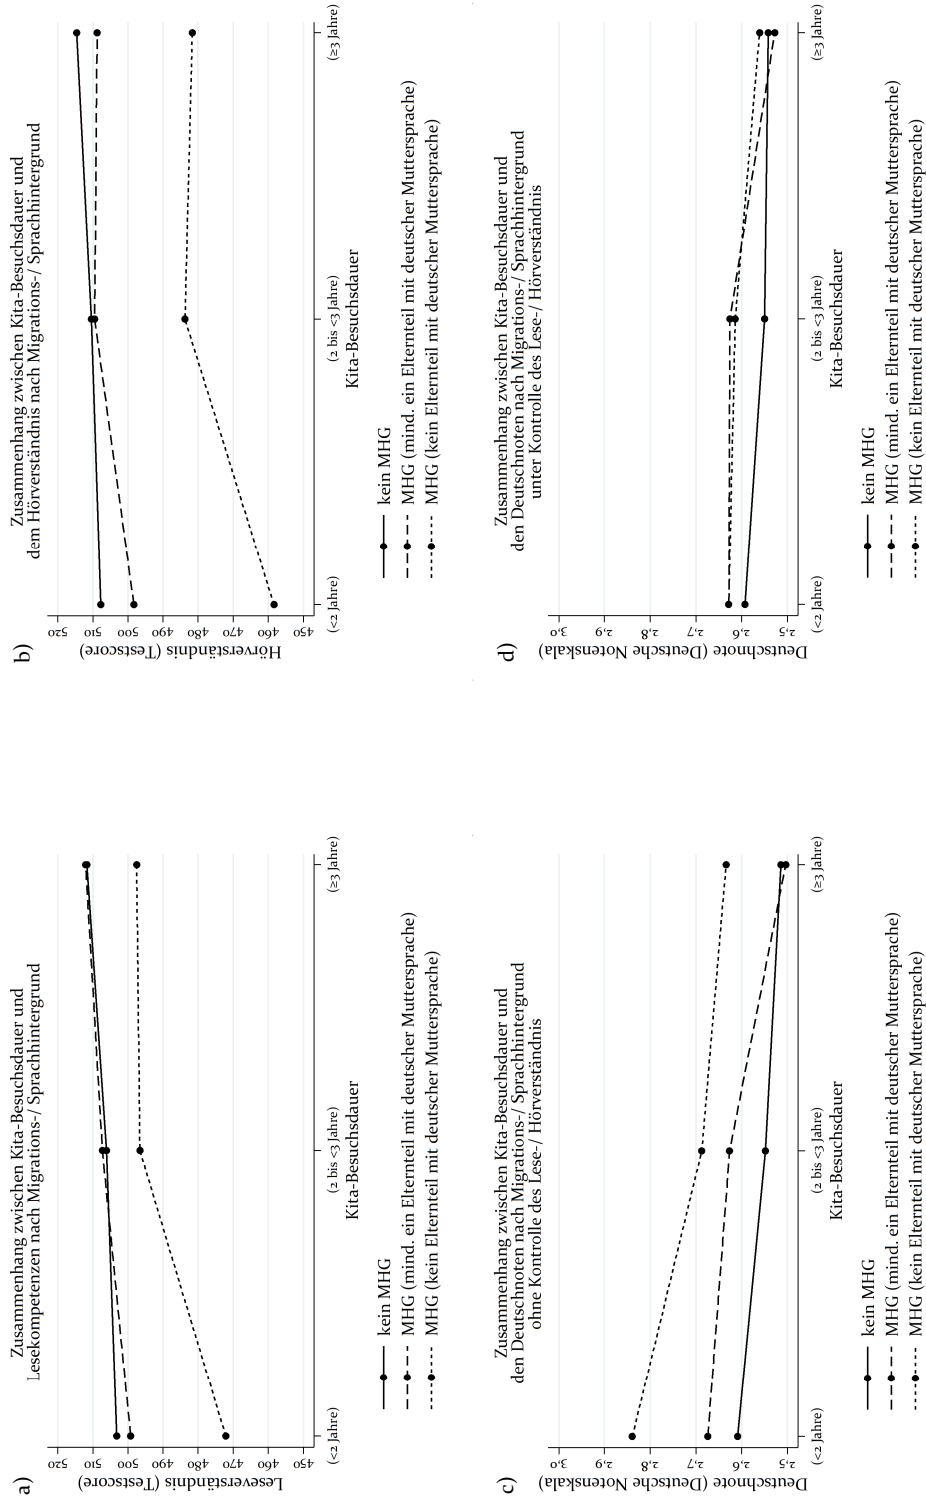 a)
Zusammenhang zwischen Kita-Besuchsdauer und
Lesekompetenzen nach Migrations-/ Sprachhintergrund
Leseverständnis (Testscore)
520
510
500
490
480
470
460
450
(<2 Jahre)
(2 bis <3 Jahre)
(≥3 Jahre)
Kita-Besuchsdauer
kein MHG
MHG (mind. ein Elternteil mit deutscher Muttersprache)
MHG (kein Elternteil mit deutscher Muttersprache)
b)
Zusammenhang zwischen Kita-Besuchsdauer und
dem Hörverständnis nach Migrations-/ Sprachhintergrund
Hörverständnis (Testscore)
520
510
500
490
480
470
460
450
(<2 Jahre)
(2 bis <3 Jahre)
(≥3 Jahre)
Kita-Besuchsdauer
kein MHG
MHG (mind. ein Elternteil mit deutscher Muttersprache)
MHG (kein Elternteil mit deutscher Muttersprache)
c)
Zusammenhang zwischen Kita-Besuchsdauer und
den Deutschnoten nach Migrations-/ Sprachhintergrund
ohne Kontrolle des Lese-/ Hörverständnis
Deutschnote (Deutsche Notenskala)
3,0
2,9
2,8
2,7
2,6
2,5
(<2 Jahre)
(2 bis <3 Jahre)
(≥3 Jahre)
Kita-Besuchsdauer
kein MHG
MHG (mind. ein Elternteil mit deutscher Muttersprache)
MHG (kein Elternteil mit deutscher Muttersprache)
d)
Zusammenhang zwischen Kita-Besuchsdauer und
den Deutschnoten nach Migrations-/ Sprachhintergrund
unter Kontrolle des Lese-/ Hörverständnis
Deutschnote (Deutsche Notenskala)
3,0
2,9
2,8
2,7
2,6
2,5
(<2 Jahre)
(2 bis <3 Jahre)
(≥3 Jahre)
Kita-Besuchsdauer
kein MHG
MHG (mind. ein Elternteil mit deutscher Muttersprache)
MHG (kein Elternteil mit deutscher Muttersprache)